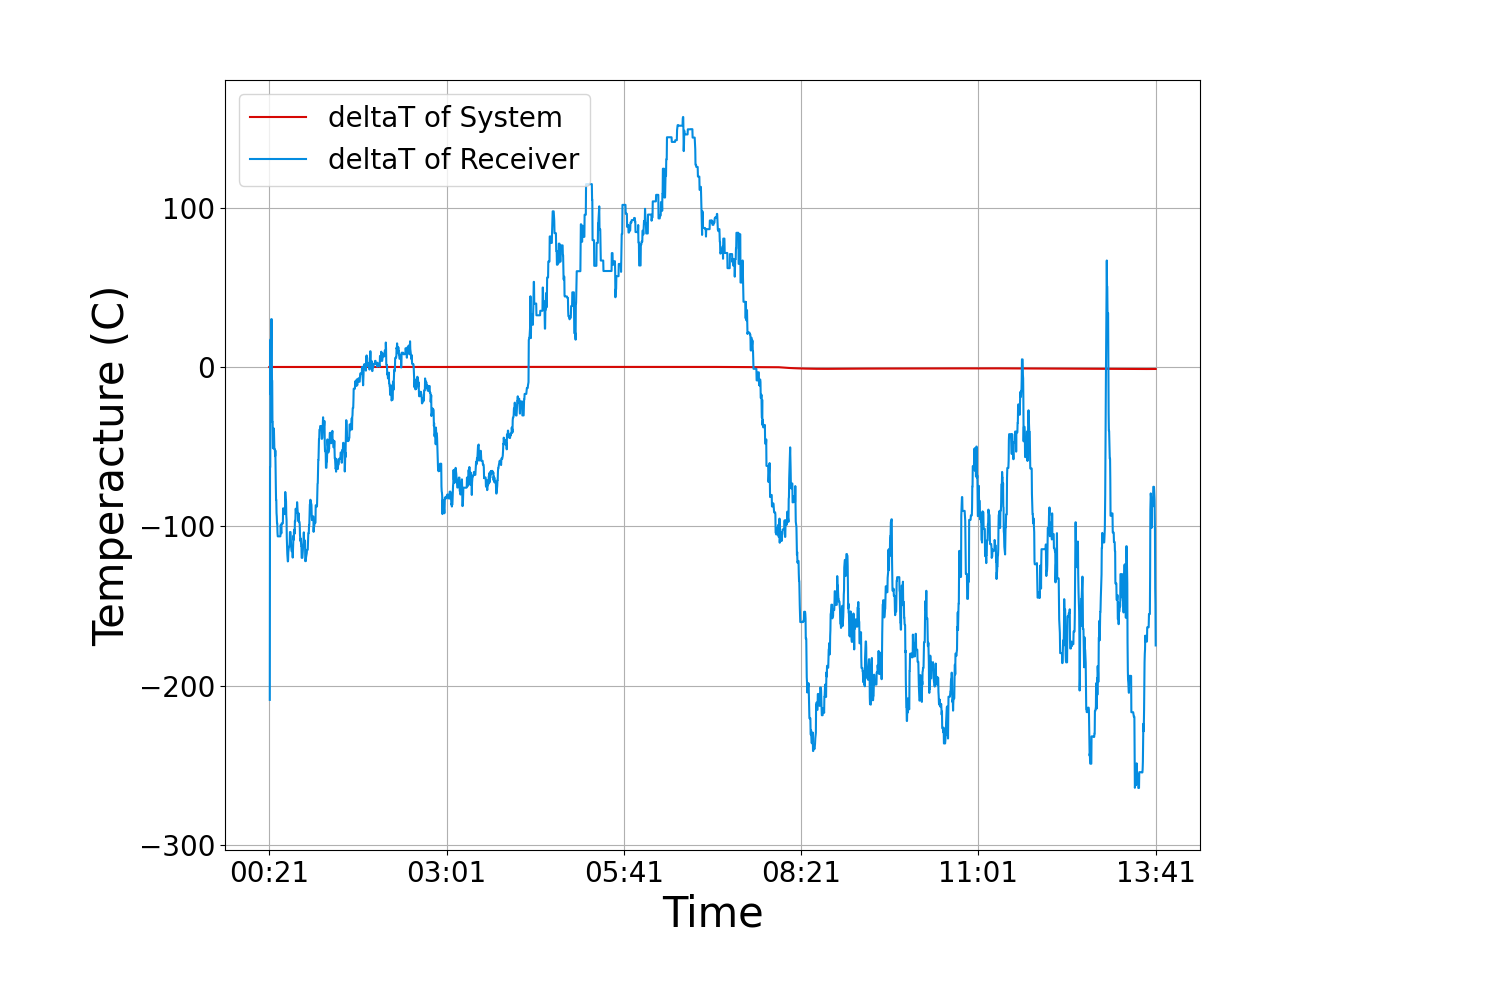 deltaT of System
deltaT of Receiver
100
0
−100
−200
−300
Temperacture (C)
00:21 03:01 05:41 08:21 11:01 13:41
Time